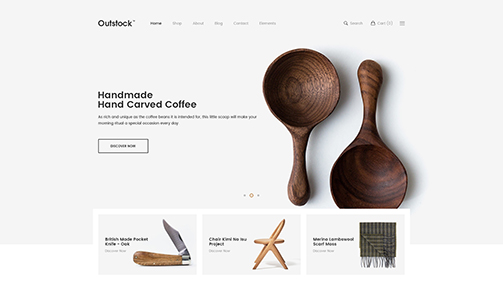 Outstock™ Home Shop About Blog Contact Elements Search Cart (0)
Handmade
Hand Carved Coffee
As rich and unique as the coffee beans it is intended for, this little scoop will make your
morning ritual a special occasion every day.
DISCOVER NOW
British Made Pocket
Knife - Oak
Discover Now
Chair Kimi No Isu
Project
Discover Now
Merino Lambswool
Scarf Moss
Discover Now